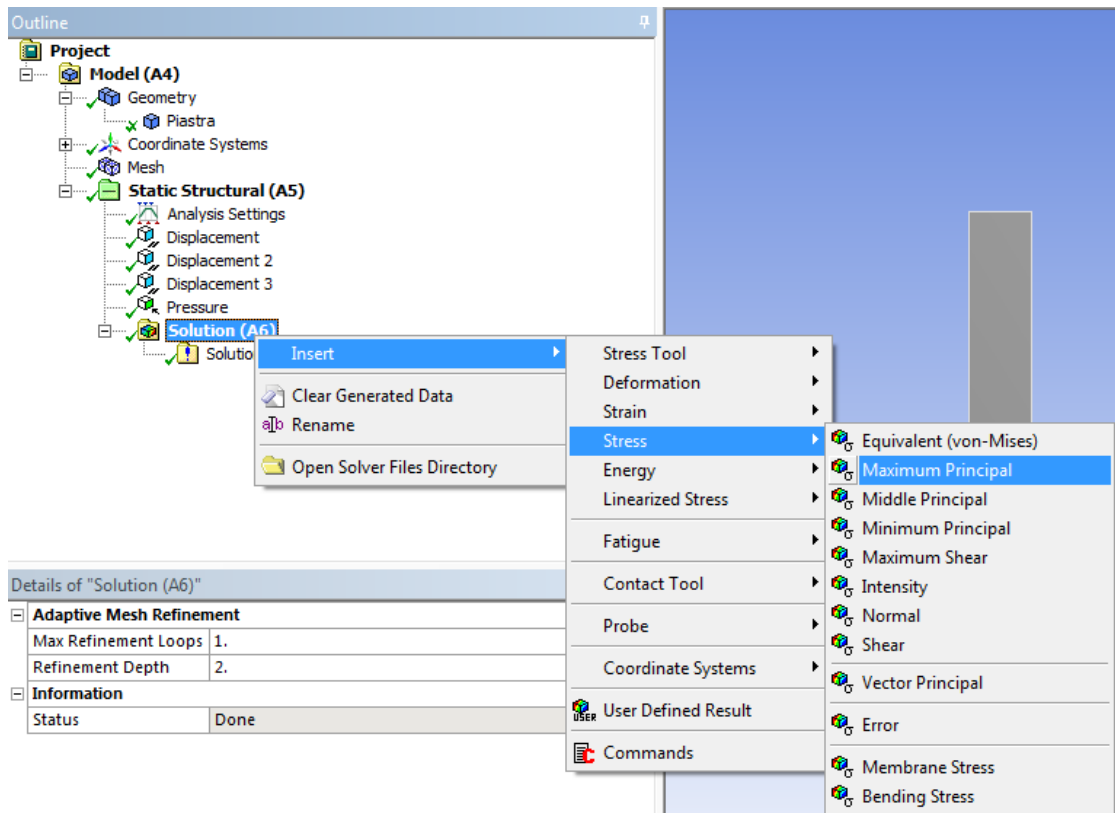 Outline
Project
Model (A4)
Geometry
Piastra
Coordinate Systems
Mesh
Static Structural (A5)
Analysis Settings
Displacement
Displacement 2
Displacement 3
Pressure
Solution (A6)
Solutio
Insert
Clear Generated Data
Rename
Open Solver Files Directory
Stress Tool
Deformation
Strain
Stress
Energy
Linearized Stress
Fatigue
Contact Tool
Probe
Coordinate Systems
User Defined Result
Commands
Equivalent (von-Mises)
Maximum Principal
Middle Principal
Minimum Principal
Maximum Shear
Intensity
Normal
Shear
Vector Principal
Error
Membrane Stress
Bending Stress
Details of "Solution (A6)"
Adaptive Mesh Refinement
Max Refinement Loops 1.
Refinement Depth 2.
Information
Status Done